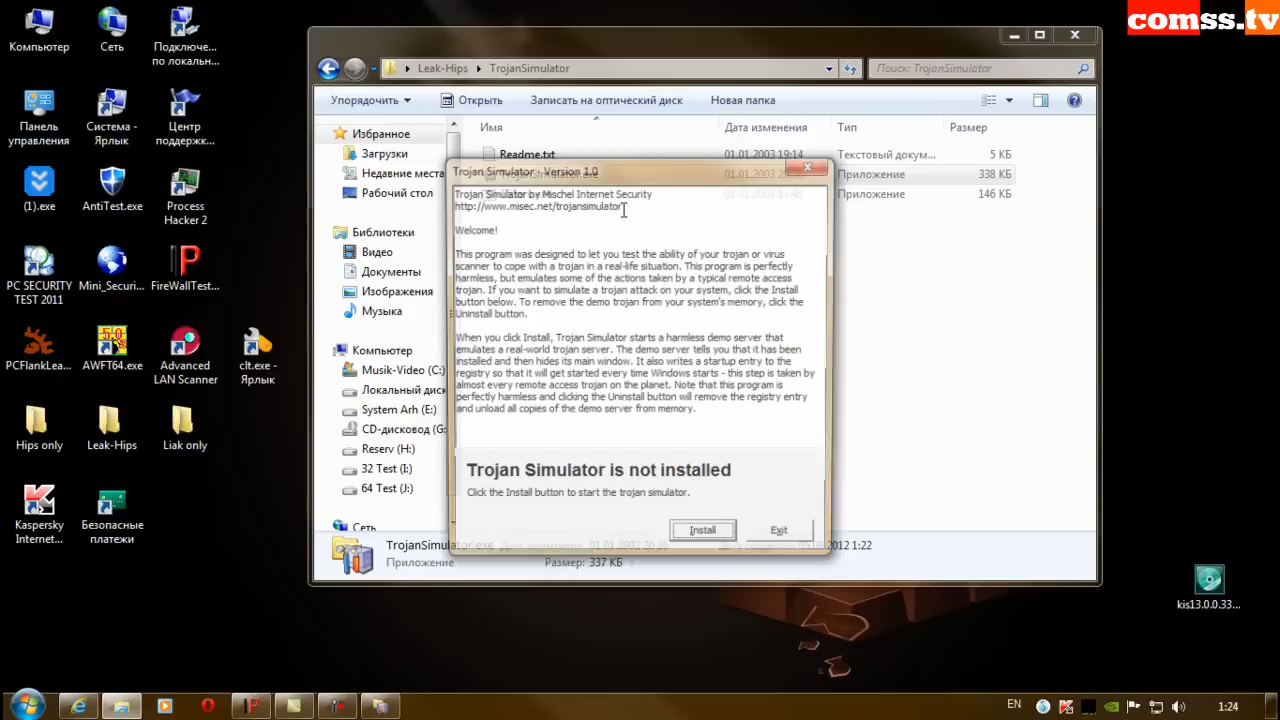 comss.tv
Компьютер
Сеть
Подключе...
по локальн...
Панель
управления
Система -
Ярлык
Центр
поддержк...
(1).exe
AntiTest.exe
Process
Hacker 2
PC SECURITY
TEST 2011
Mini_Securi...
FireWallTest...
PCFlankLea...
AWFT64.exe
Advanced
LAN Scanner
clt.exe -
Ярлык
Hips only
Leak-Hips
Liak only
Kaspersky
Internet...
Безопасные
платежи
Leak-Hips
TrojanSimulator
Поиск: TrojanSimulator
Упорядочить
Открыть
Записать на оптический диск
Новая папка
Избранное
Загрузки
Недавние места
Рабочий стол
Библиотеки
Видео
Документы
Изображения
Музыка
Компьютер
Musik-Video (C:)
Локальный диск
System Arh (E:)
CD-дисковод (G:
Reserv (H:)
32 Test (I:)
64 Test (J:)
Сеть
Имя
Дата изменения
Тип
Размер
Readme.txt
01.01.2003 19:14
Текстовый докум...
5 КБ
TrojanSimulator.exe
Приложение
338 КБ
Приложение
146 КБ
Trojan Simulator - Version 1.0
Trojan Simulator by Mischel Internet Security
http://www.misec.net/trojansimulator/
Welcome!
This program was designed to let you test the ability of your trojan or virus
scanner to cope with a trojan in a real-life situation. This program is perfectly
harmless, but emulates some of the actions taken by a typical remote access
trojan. If you want to simulate a trojan attack on your system, click the Install
button below. To remove the demo trojan from your system's memory, click the
Uninstall button.
When you click Install, Trojan Simulator starts a harmless demo server that
emulates a real-world trojan server. The demo server tells you that it has been
installed and then hides its main window. It also writes a startup entry to the
registry so that it will get started every time Windows starts - this step is taken by
almost every remote access trojan on the planet. Note that this program is
perfectly harmless and clicking the Uninstall button will remove the registry entry
and unload all copies of the demo server from memory.
Trojan Simulator is not installed
Click the Install button to start the trojan simulator.
Install
Exit
TrojanSimulator.exe
Приложение
Размер: 337 КБ
kis13.0.0.33...
EN
1:24